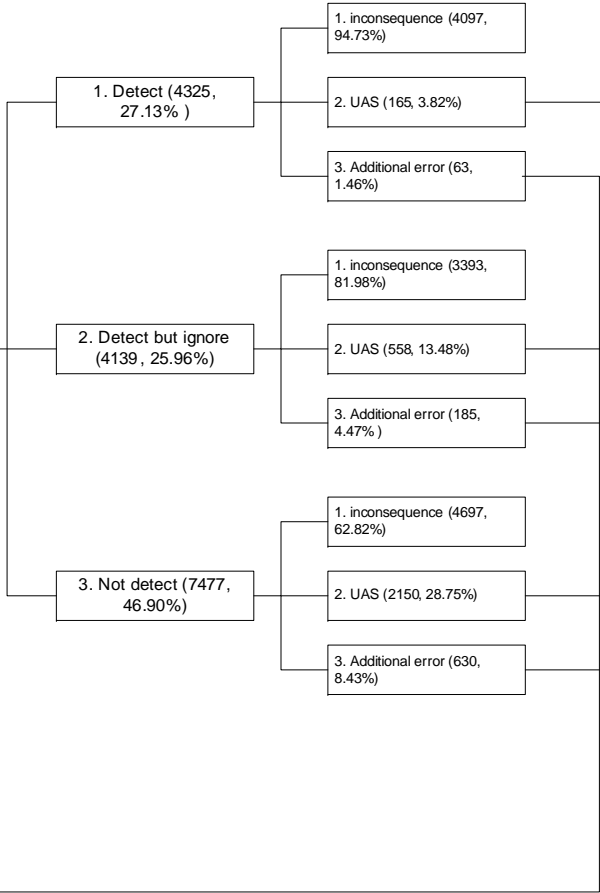 1. inconsequence (4097,
94.73%)
1. Detect (4325,
27.13% )
2. UAS (165, 3.82%)
3. Additional error (63,
1.46%)
1. inconsequence (3393,
81.98%)
2. Detect but ignore
(4139 , 25.96%)
2. UAS (558, 13.48%)
3. Additional error (185,
4.47% )
1. inconsequence (4697,
62.82%)
3. Not detect (7477,
46.90%)
2. UAS (2150, 28.75%)
3. Additional error (630,
8.43%)